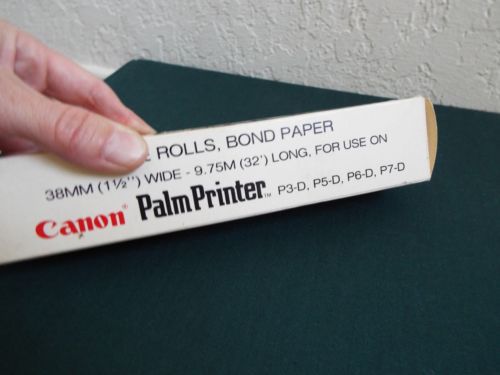 ROLLS, BOND PAPER
38MM (1½") WIDE - 9.75M (32') LONG, FOR USE ON
Canon® PalmPrinter™ P3-D, P5-D, P6-D, P7-D